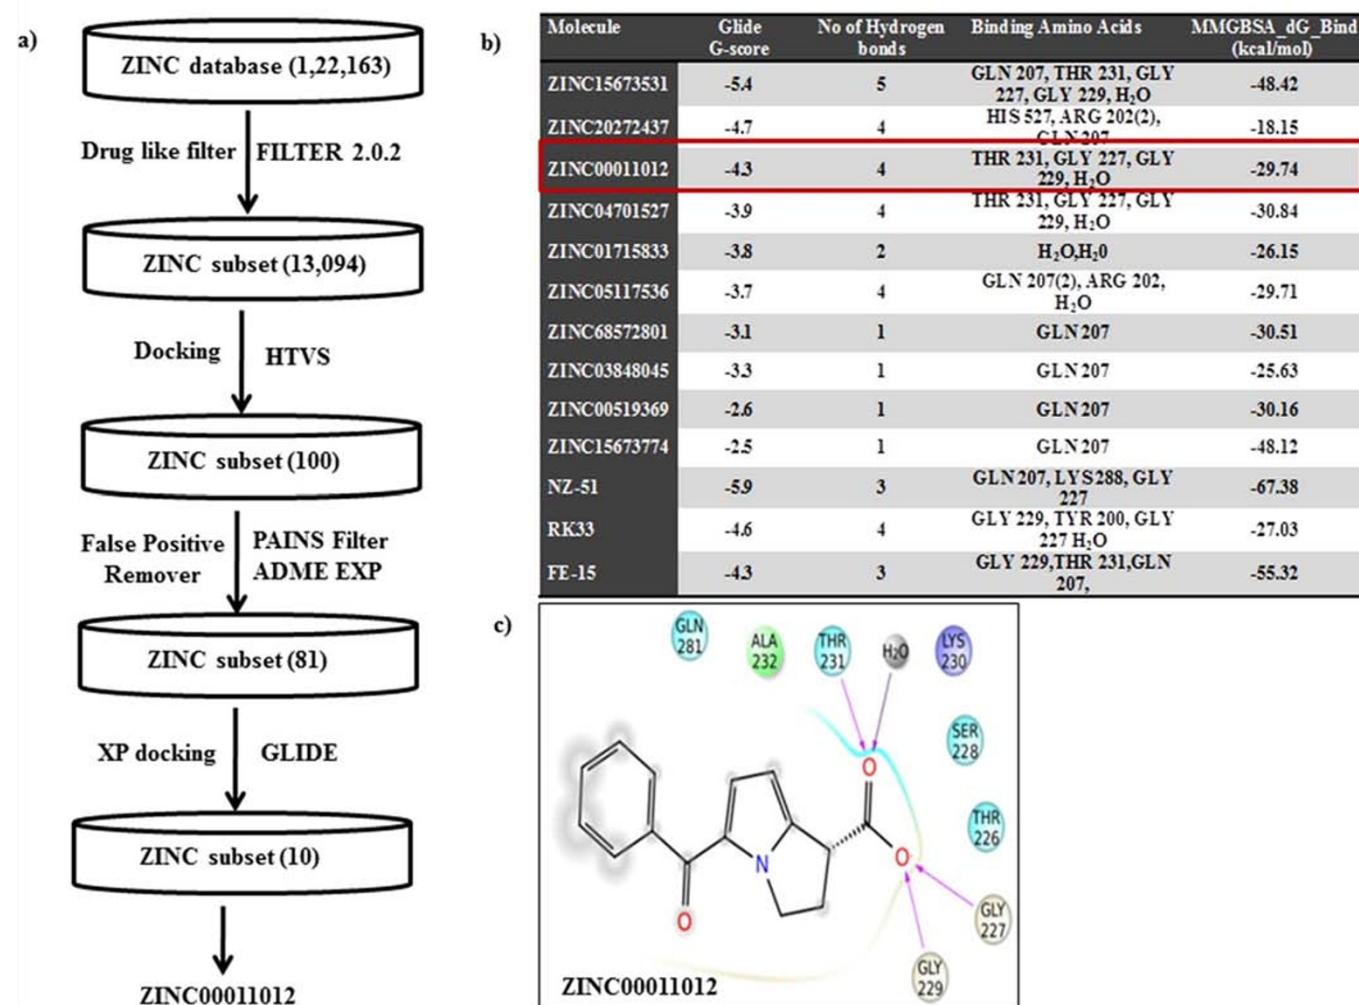 a)
ZINC database (1,22,163)
Drug like filter FILTER 2.0.2
ZINC subset (13,094)
Docking HTVS
ZINC subset (100)
False Positive PAINS Filter
Remover ADME EXP
ZINC subset (81)
XP docking GLIDE
ZINC subset (10)
ZINC00011012
b)
Molecule Glide No of Hydrogen Binding Amino Acids MMGBSA_dG_Bind
G-score bonds (kcal/mol)
GLN 207, THR 231, GLY
ZINC15673531 -5.4 5 -48.42
227, GLY 229, H₂O
HIS 527, ARG 202(2),
ZINC20272437 -4.7 4 -18.15
GLN 207
THR 231, GLY 227, GLY
ZINC00011012 -4.3 4 -29.74
229, H₂O
THR 231, GLY 227, GLY
ZINC04701527 -3.9 4 -30.84
229, H₂O
ZINC01715833 -3.8 2 H₂O,H₂0 -26.15
GLN 207(2), ARG 202,
ZINC05117536 -3.7 4 -29.71
H₂O
ZINC68572801 -3.1 1 GLN 207 -30.51
ZINC03848045 -3.3 1 GLN 207 -25.63
ZINC00519369 -2.6 1 GLN 207 -30.16
ZINC15673774 -2.5 1 GLN 207 -48.12
GLN 207, LYS288, GLY
NZ-51 -5.9 3 -67.38
227
GLY 229, TYR 200, GLY
RK33 -4.6 4 -27.03
227 H₂O
GLY 229,THR 231,GLN
FE-15 -4.3 3 -55.32
207,
c)
GLN
281
ALA
232
THR
231
H₂O
LYS
230
SER
228
THR
226
GLY
227
GLY
229
O
O
N
O
ZINC00011012